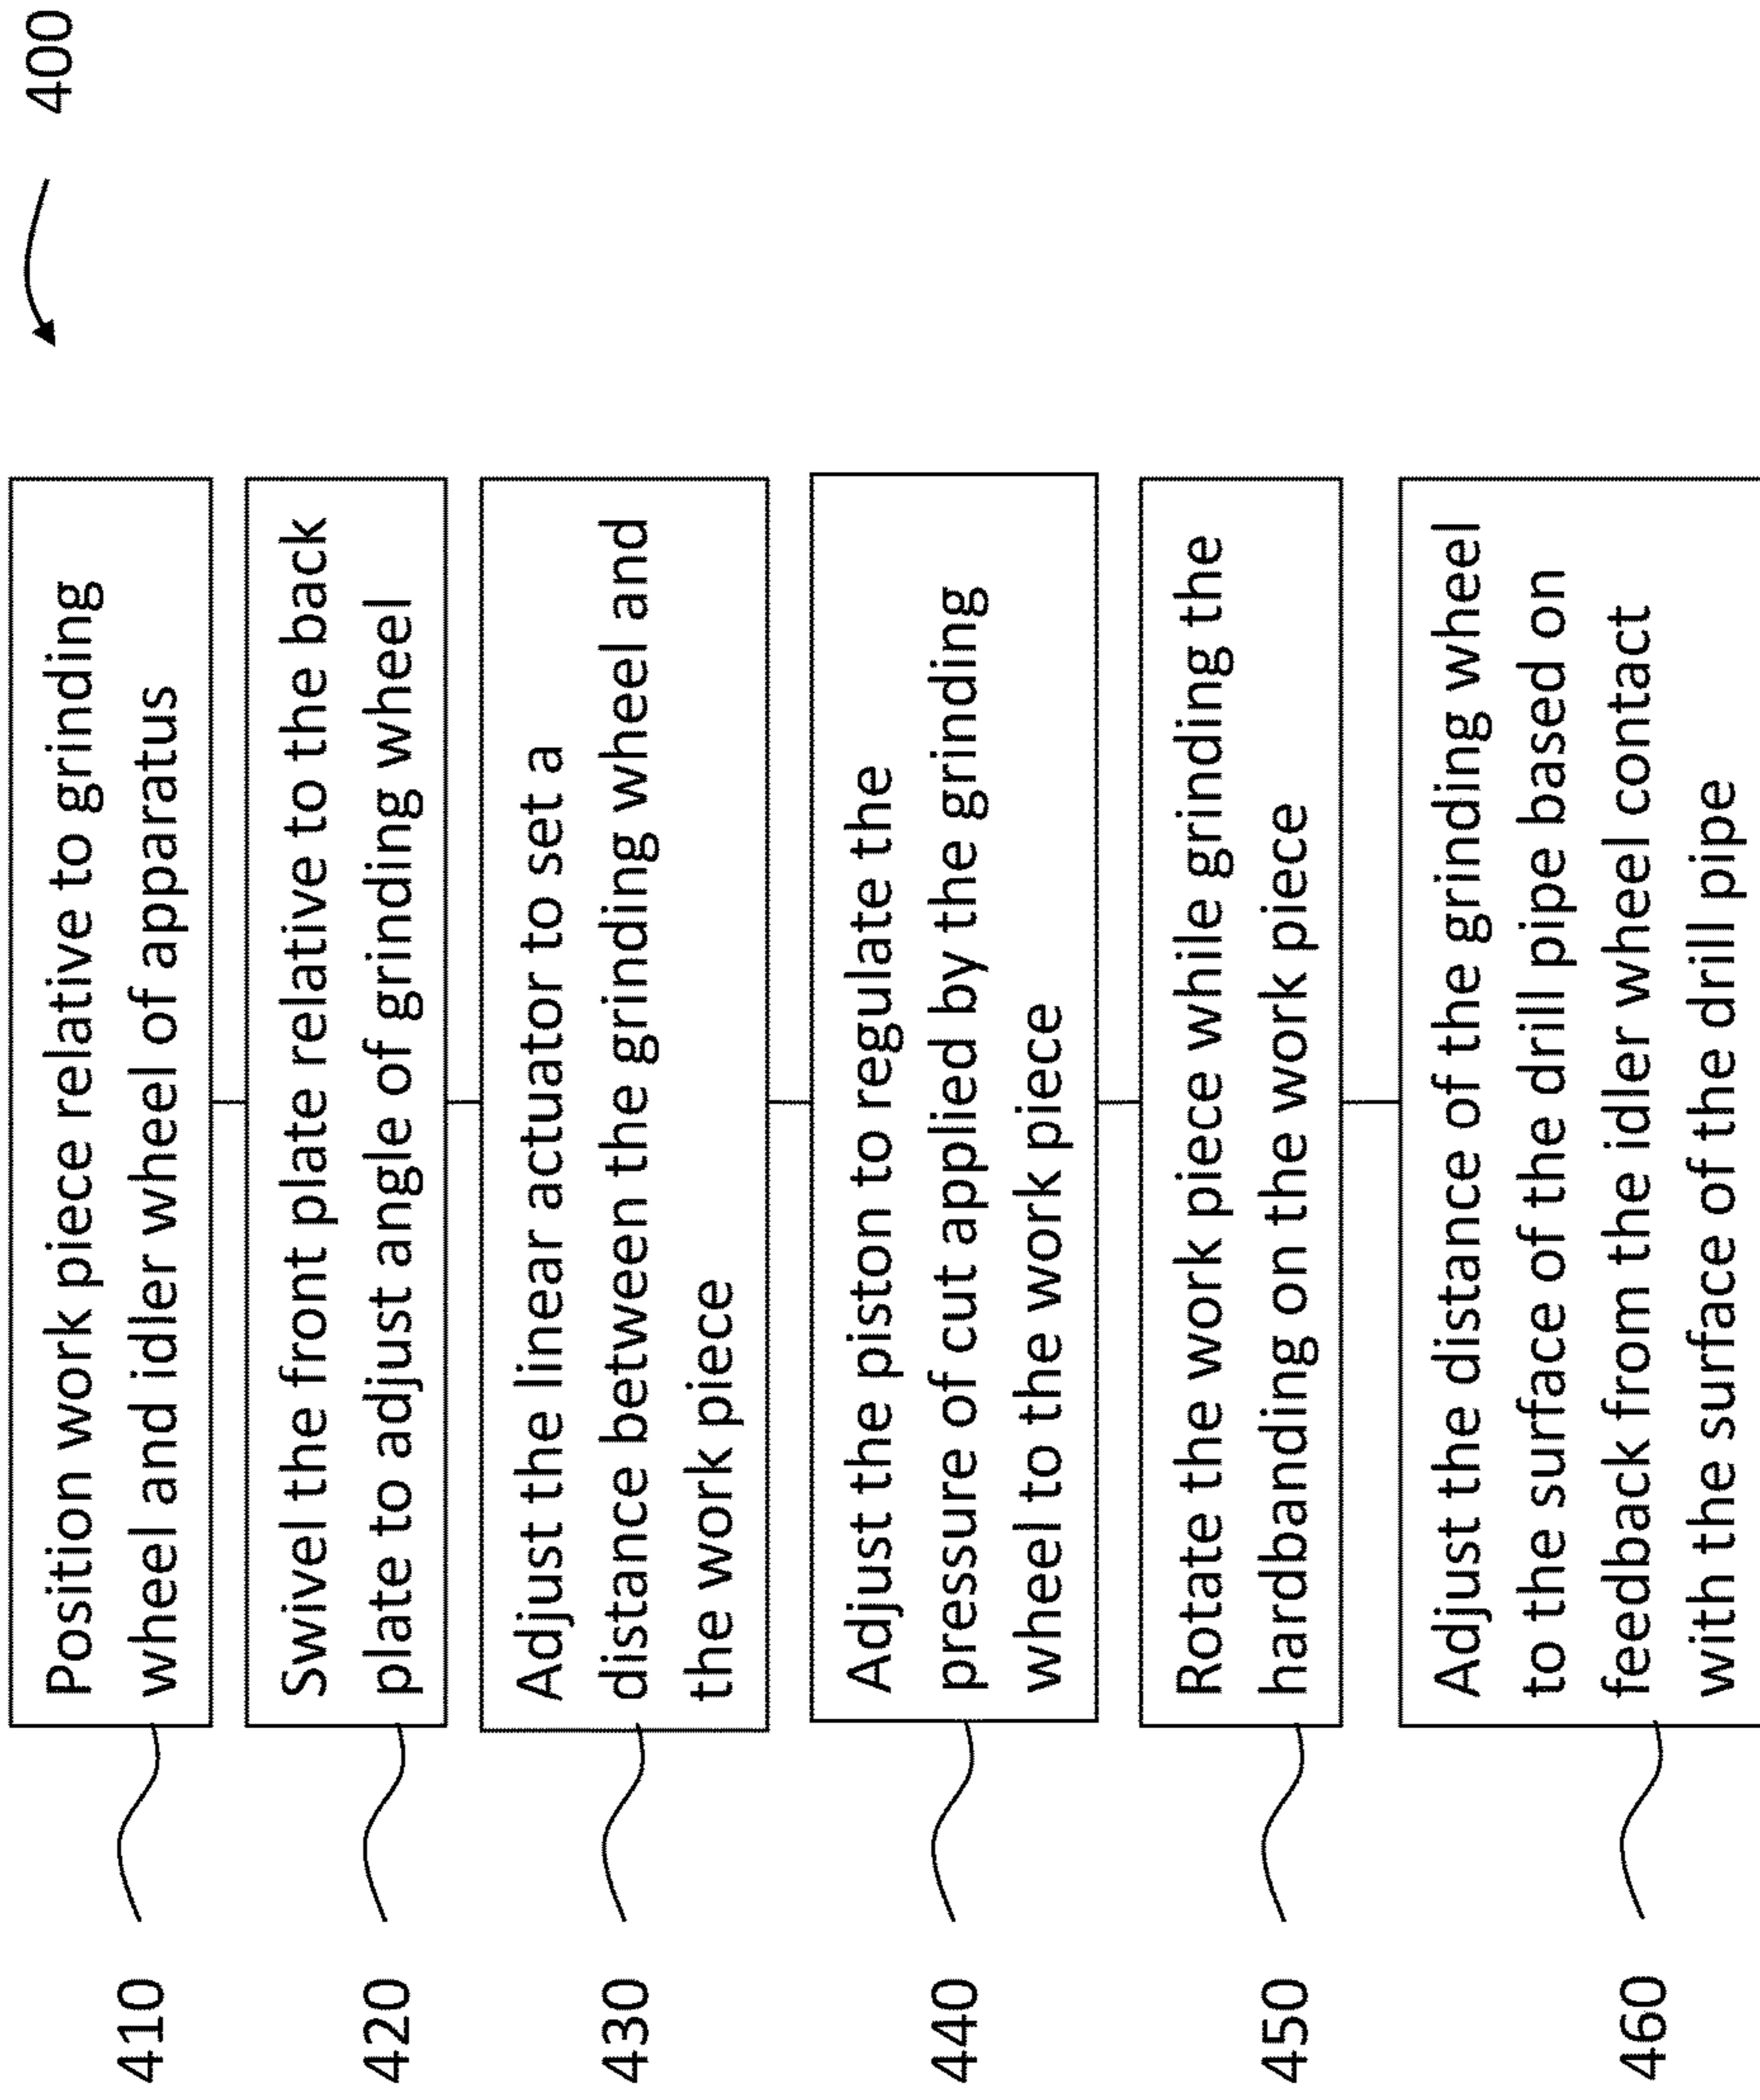 400
410
Position work piece relative to grinding
wheel and idler wheel of apparatus
420
Swivel the front plate relative to the back
plate to adjust angle of grinding wheel
430
Adjust the linear actuator to set a
distance between the grinding wheel and
the work piece
440
Adjust the piston to regulate the
pressure of cut applied by the grinding
wheel to the work piece
450
Rotate the work piece while grinding the
hardbanding on the work piece
460
Adjust the distance of the grinding wheel
to the surface of the drill pipe based on
feedback from the idler wheel contact
with the surface of the drill pipe